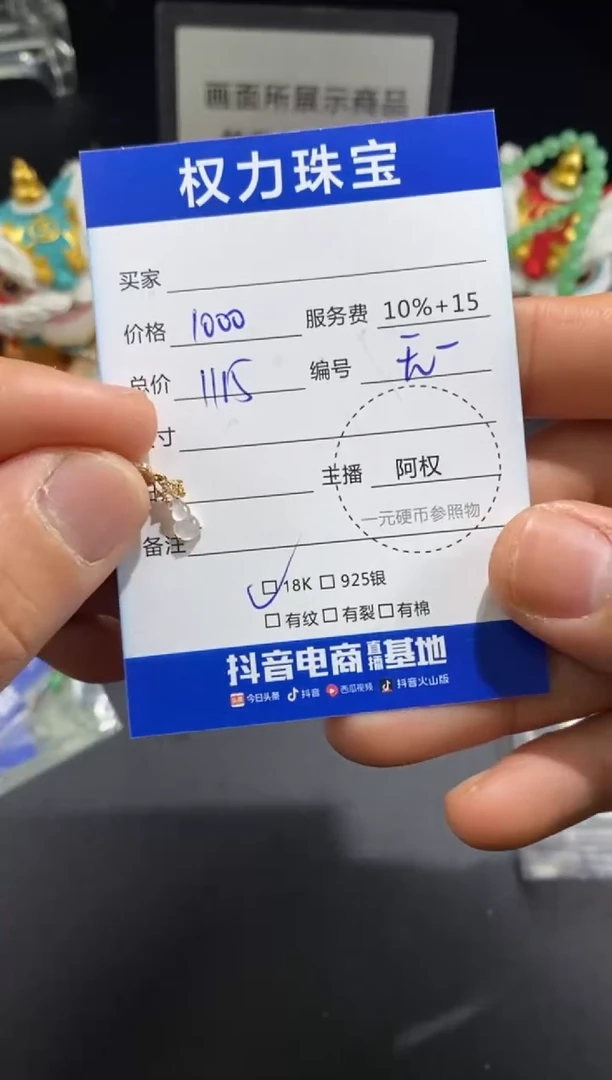 画面所展示商品
权力珠宝
买家
价格 1000 服务费 10%+15
总价 1115 编号
寸
主播 阿权
一元硬币参照物
备注
✓□18K □925银
□有纹□有裂□有棉
抖音电商直播基地
头条 今日头条 抖音 西瓜视频 抖音火山版